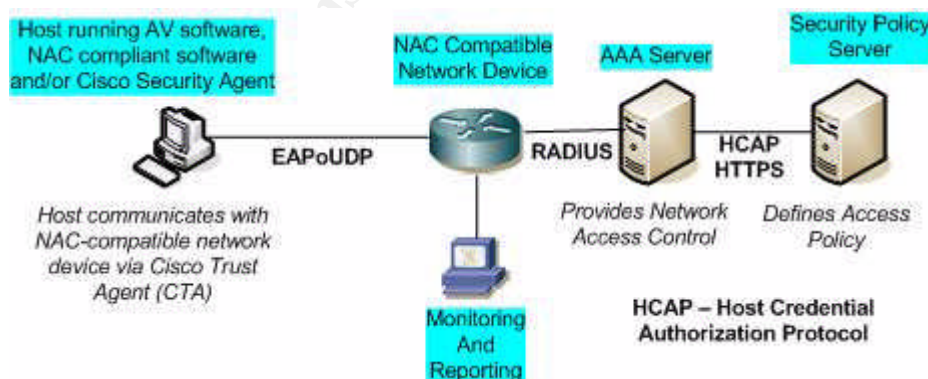 Host running AV software,
NAC compliant software
and/or Cisco Security Agent
NAC Compatible
Network Device
AAA Server
Security Policy
Server
EAPoUDP
RADIUS
HCAP
HTTPS
Host communicates with
NAC-compatible network
device via Cisco Trust
Agent (CTA)
Provides Network
Access Control
Defines Access
Policy
Monitoring
And
Reporting
HCAP – Host Credential
Authorization Protocol